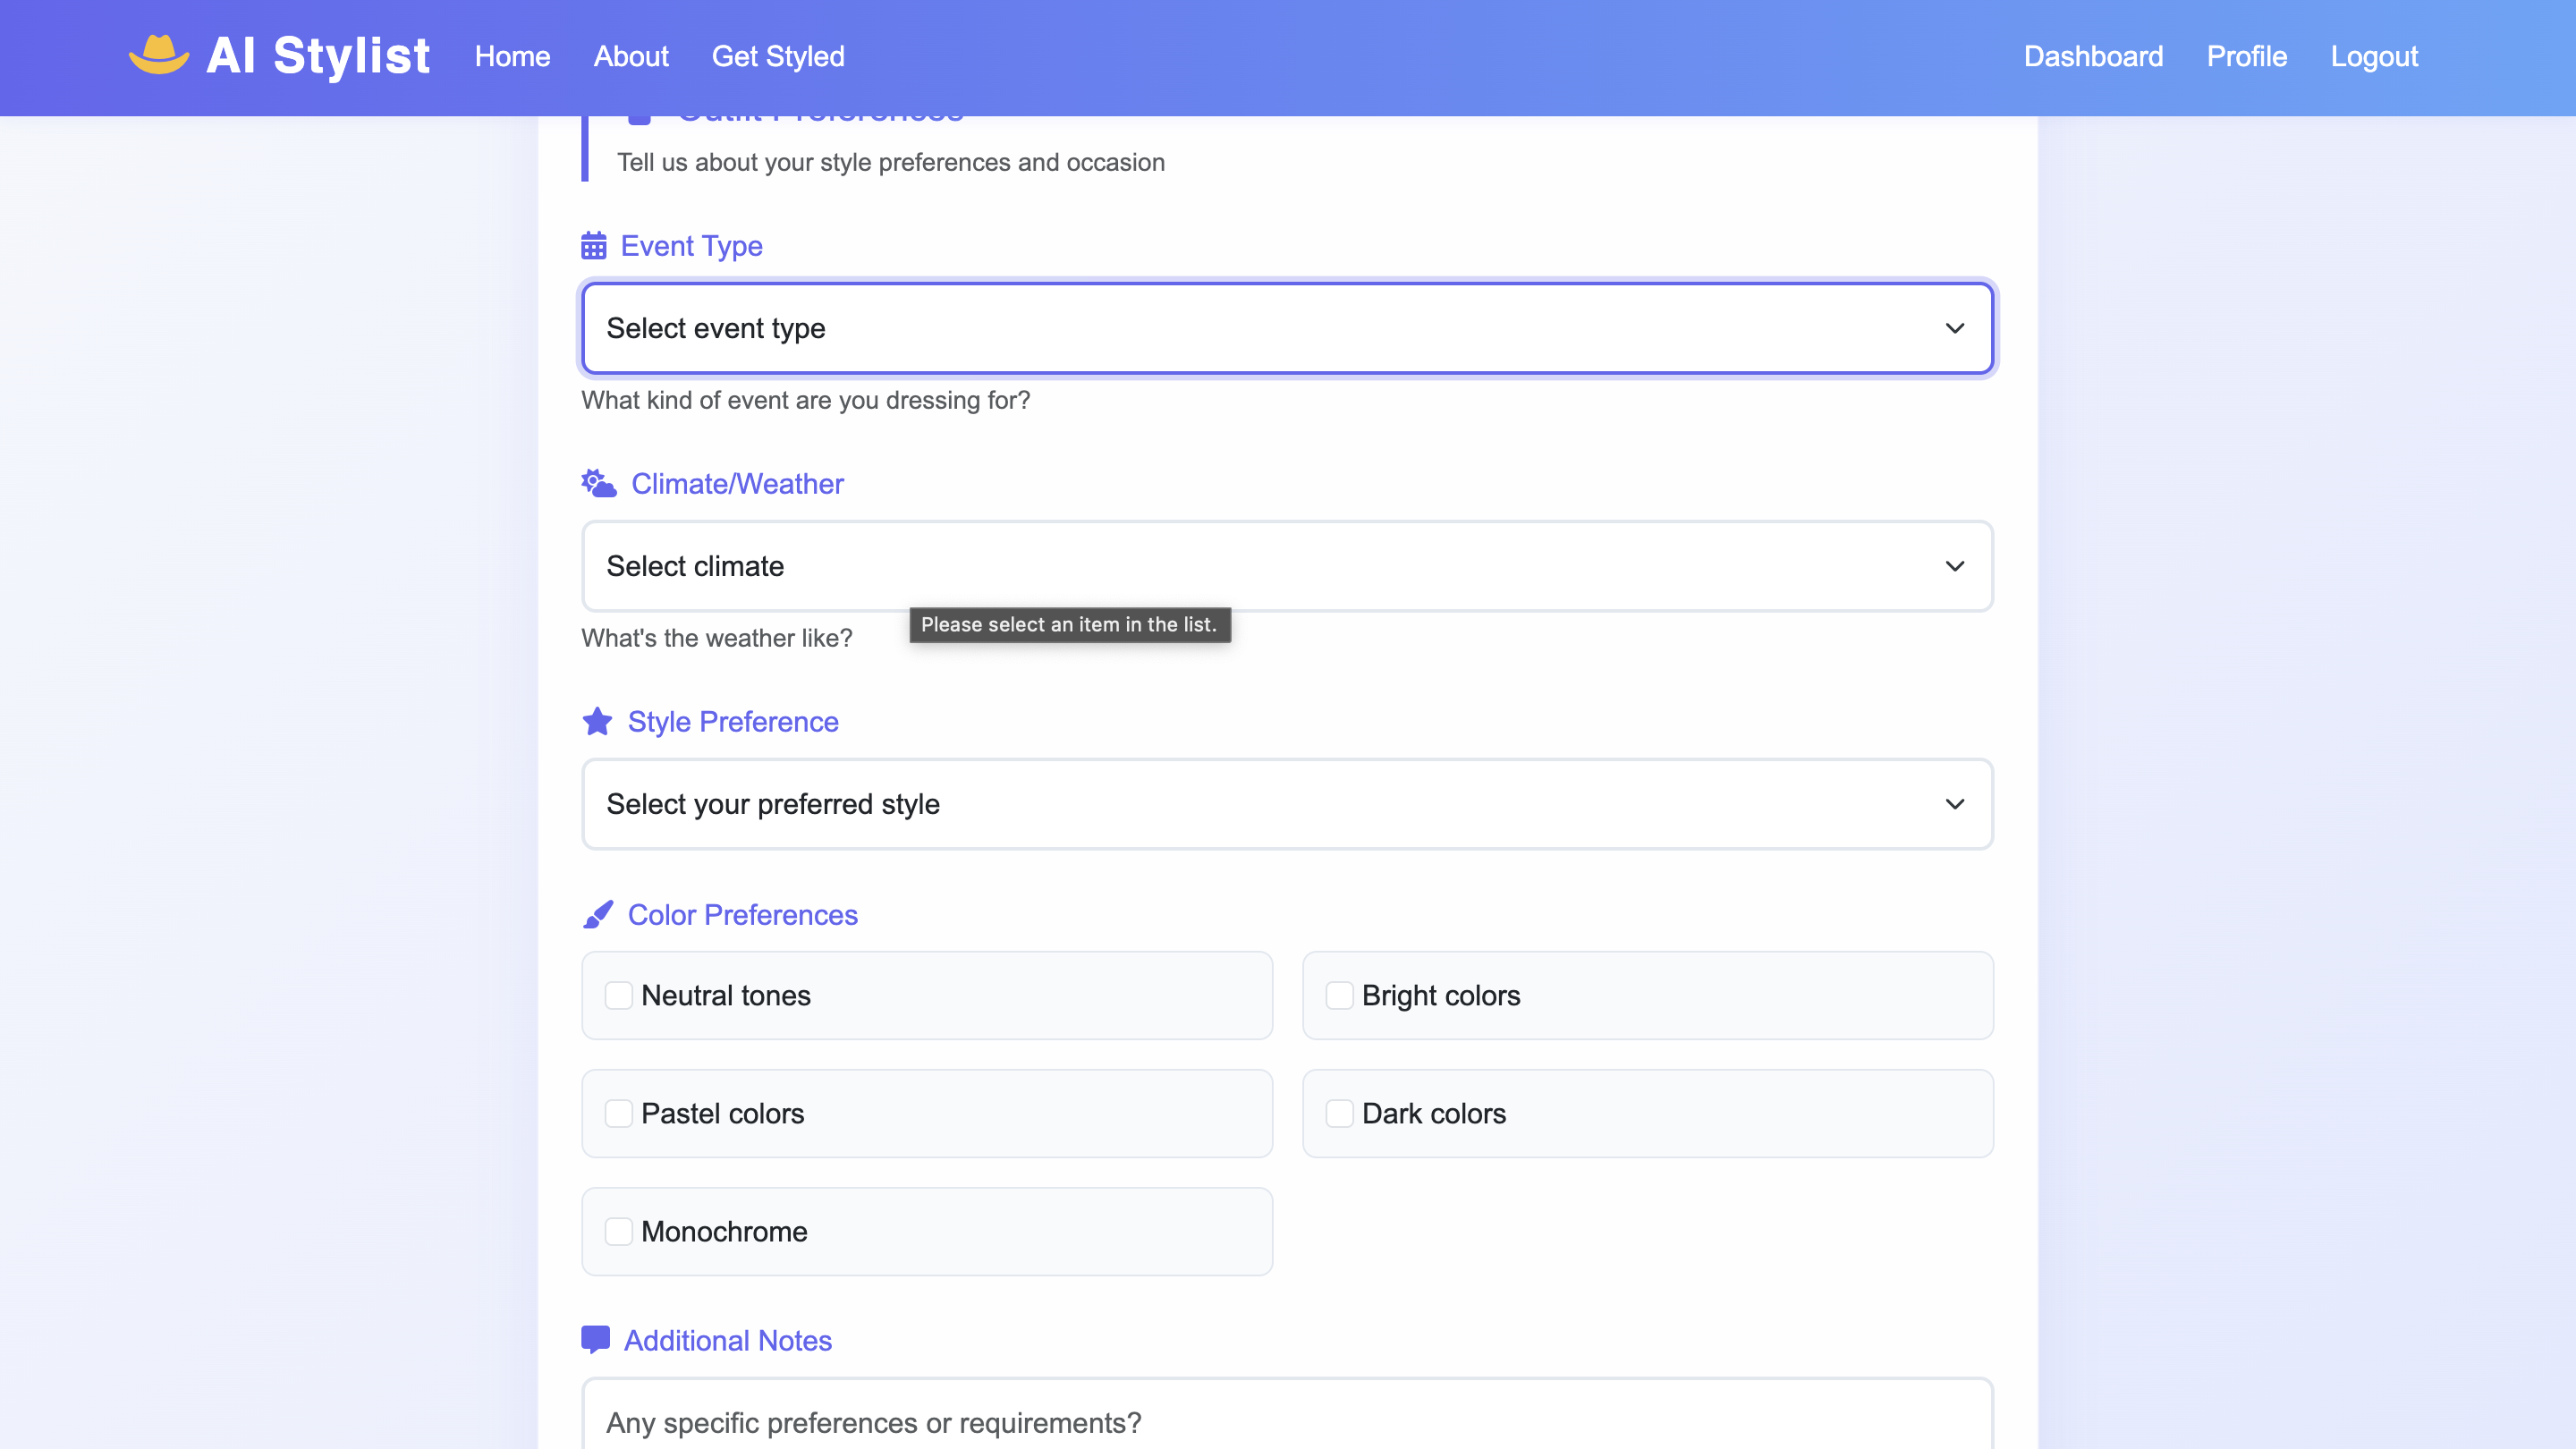 AI Stylist Home About Get Styled Dashboard Profile Logout
Outfit Preferences
Tell us about your style preferences and occasion
Event Type
Select event type
What kind of event are you dressing for?
Climate/Weather
Select climate
Please select an item in the list.
What's the weather like?
Style Preference
Select your preferred style
Color Preferences
Neutral tones
Bright colors
Pastel colors
Dark colors
Monochrome
Additional Notes
Any specific preferences or requirements?